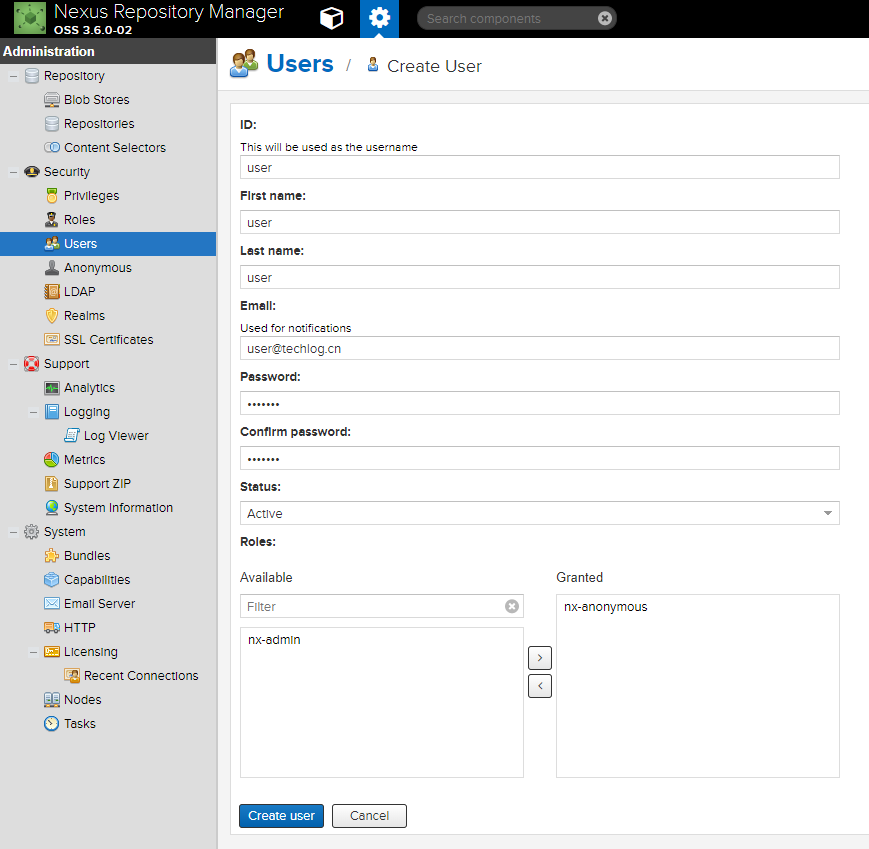 Nexus Repository Manager
OSS 3.6.0-02
Search components
Administration
Repository
Blob Stores
Repositories
Content Selectors
Security
Privileges
Roles
Users
Anonymous
LDAP
Realms
SSL Certificates
Support
Analytics
Logging
Log Viewer
Metrics
Support ZIP
System Information
System
Bundles
Capabilities
Email Server
HTTP
Licensing
Recent Connections
Nodes
Tasks
Users / Create User
ID:
This will be used as the username
user
First name:
user
Last name:
user
Email:
Used for notifications
user@techlog.cn
Password:
•••••••
Confirm password:
•••••••
Status:
Active
Roles:
Available
Filter
nx-admin
>
<
Granted
nx-anonymous
Create user
Cancel